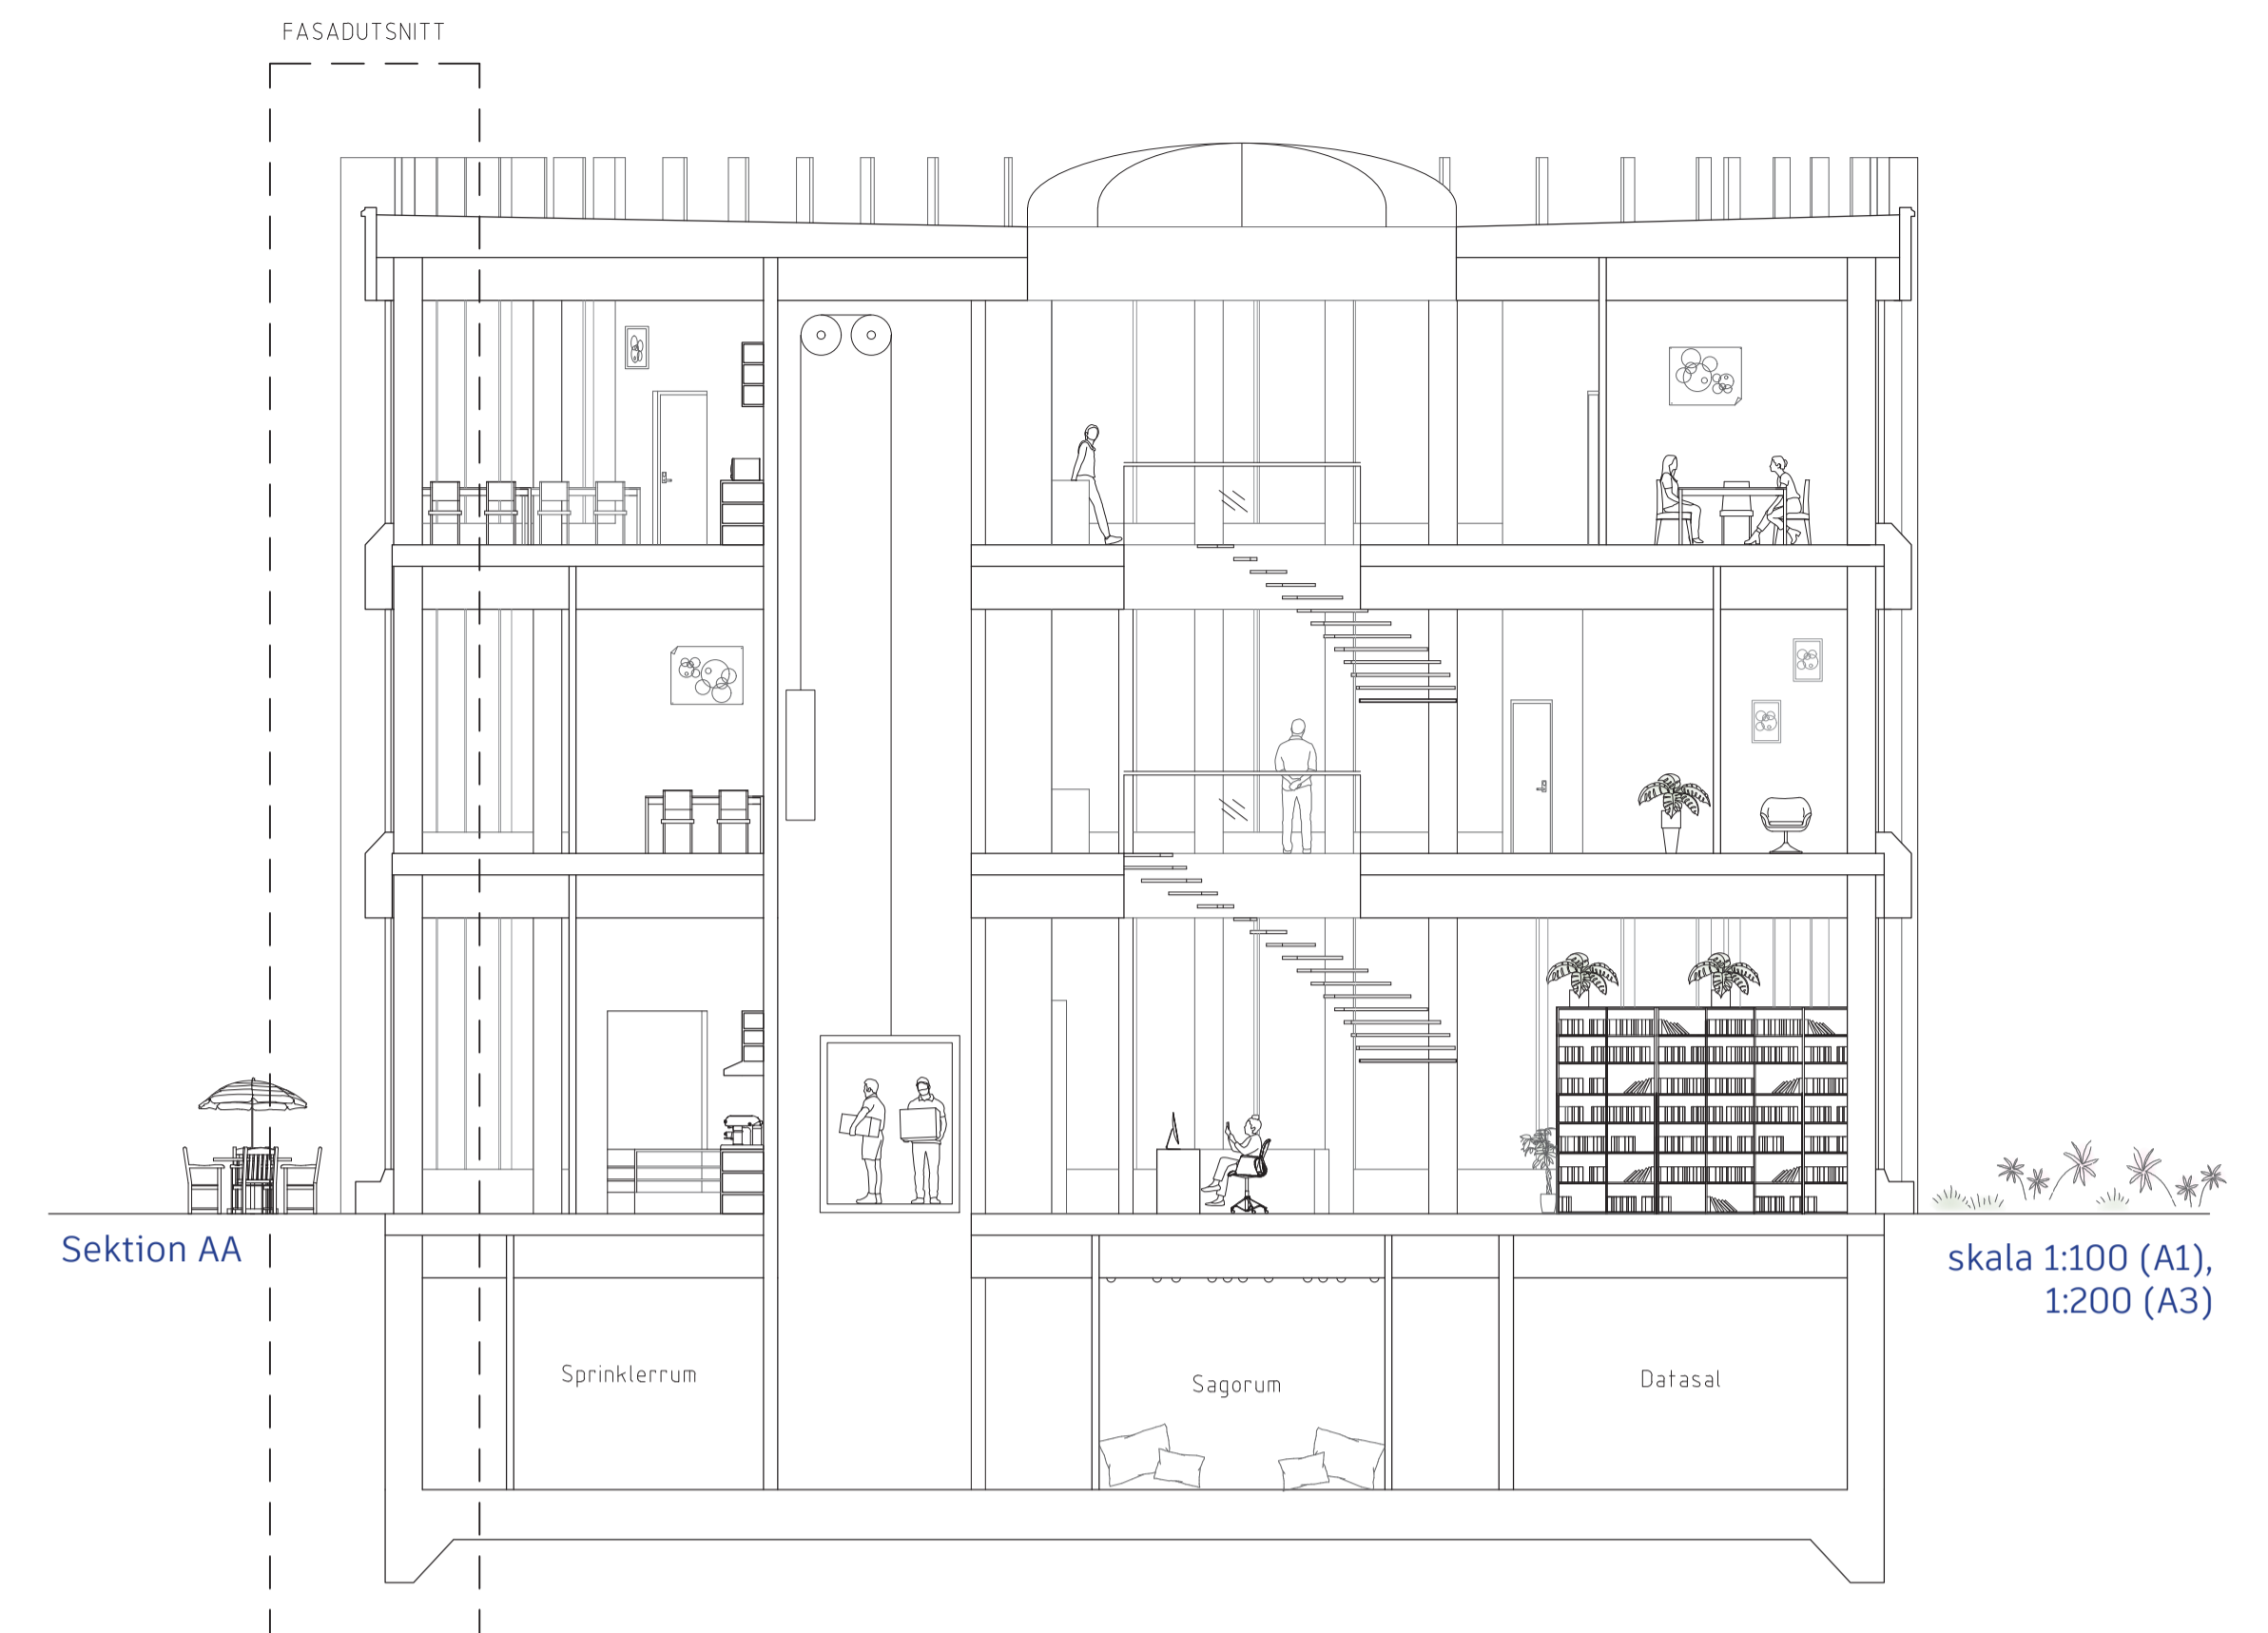 FASADUTSNITT
Sektion AA
skala 1:100 (A1),
1:200 (A3)
Sprinklerrum
Sagorum
Datasal